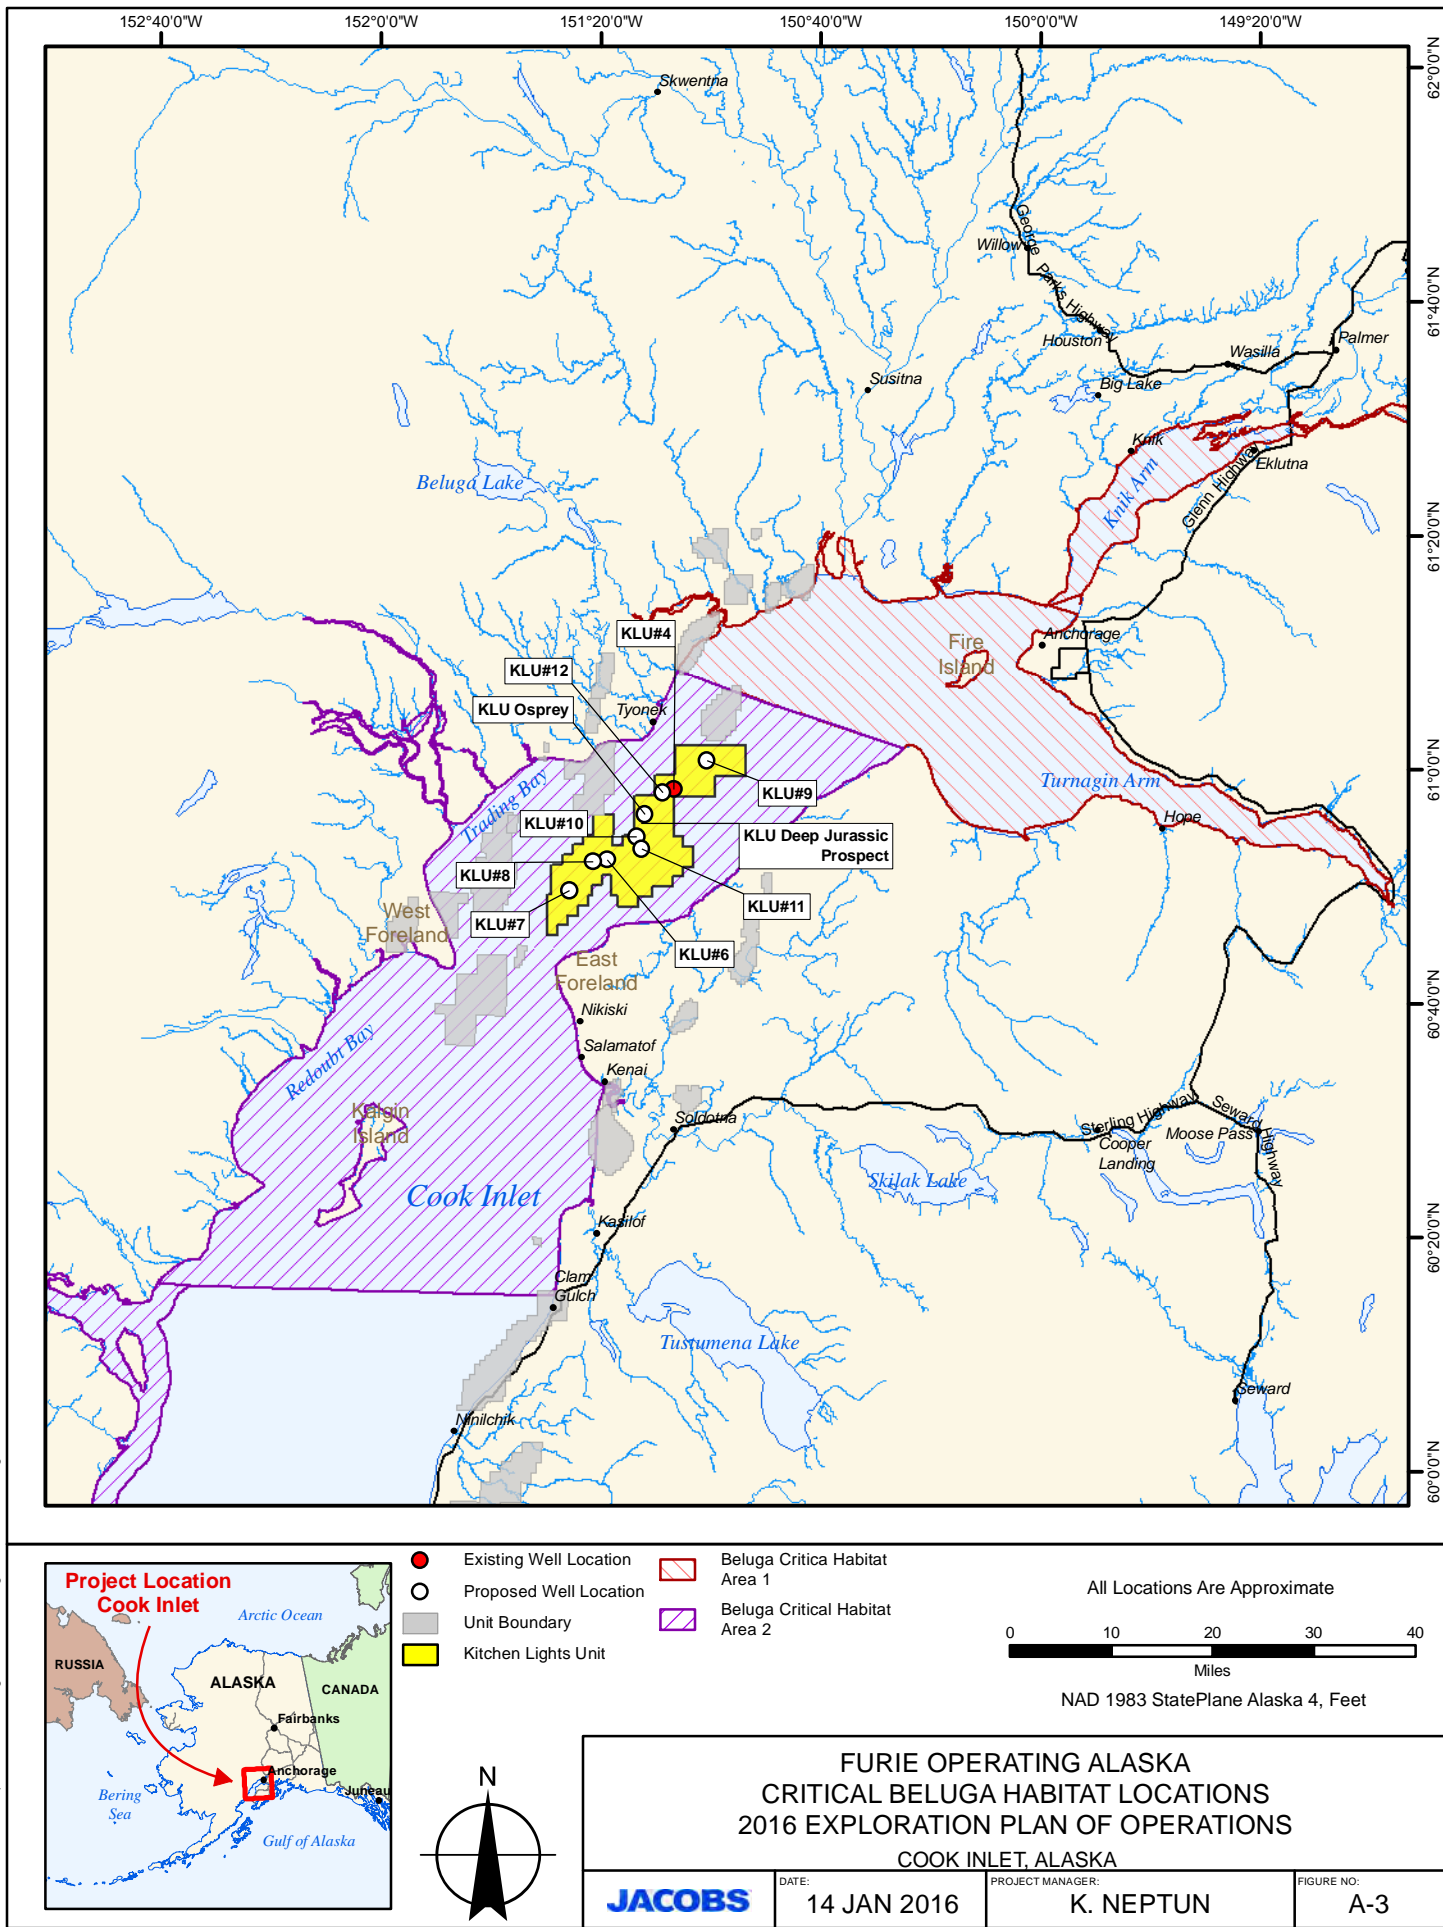 152°40'0"W
152°0'0"W
151°20'0"W
150°40'0"W
150°0'0"W
149°20'0"W
62°0'0"N
61°40'0"N
61°20'0"N
61°0'0"N
60°40'0"N
60°20'0"N
60°0'0"N
Skwentna
George Parks Highway
Willow
Houston
Wasilla
Palmer
Susitna
Big Lake
Knik
Knik Arm
Eklutna
Glenn Highway
Beluga Lake
Fire
Island
Anchorage
KLU#4
KLU#12
KLU Osprey
Tyonek
Trading Bay
KLU#9
Turnagin Arm
Hope
KLU#10
KLU Deep Jurassic
Prospect
KLU#8
KLU#11
KLU#7
KLU#6
West
Foreland
East
Foreland
Nikiski
Salamatof
Kenai
Redoubt Bay
Kalgin
Island
Soldotna
Sterling Highway
Seward Highway
Cooper
Landing
Moose Pass
Skilak Lake
Cook Inlet
Kasilof
Clam
Gulch
Tustumena Lake
Ninilchik
Seward
Project Location
Cook Inlet
Arctic Ocean
RUSSIA
ALASKA
CANADA
Fairbanks
Anchorage
Juneau
Bering
Sea
Gulf of Alaska
Existing Well Location
Proposed Well Location
Unit Boundary
Kitchen Lights Unit
Beluga Critica Habitat
Area 1
Beluga Critical Habitat
Area 2
All Locations Are Approximate
0 10 20 30 40
Miles
NAD 1983 StatePlane Alaska 4, Feet
N
FURIE OPERATING ALASKA
CRITICAL BELUGA HABITAT LOCATIONS
2016 EXPLORATION PLAN OF OPERATIONS
COOK INLET, ALASKA
JACOBS
DATE:
14 JAN 2016
PROJECT MANAGER:
K. NEPTUN
FIGURE NO:
A-3